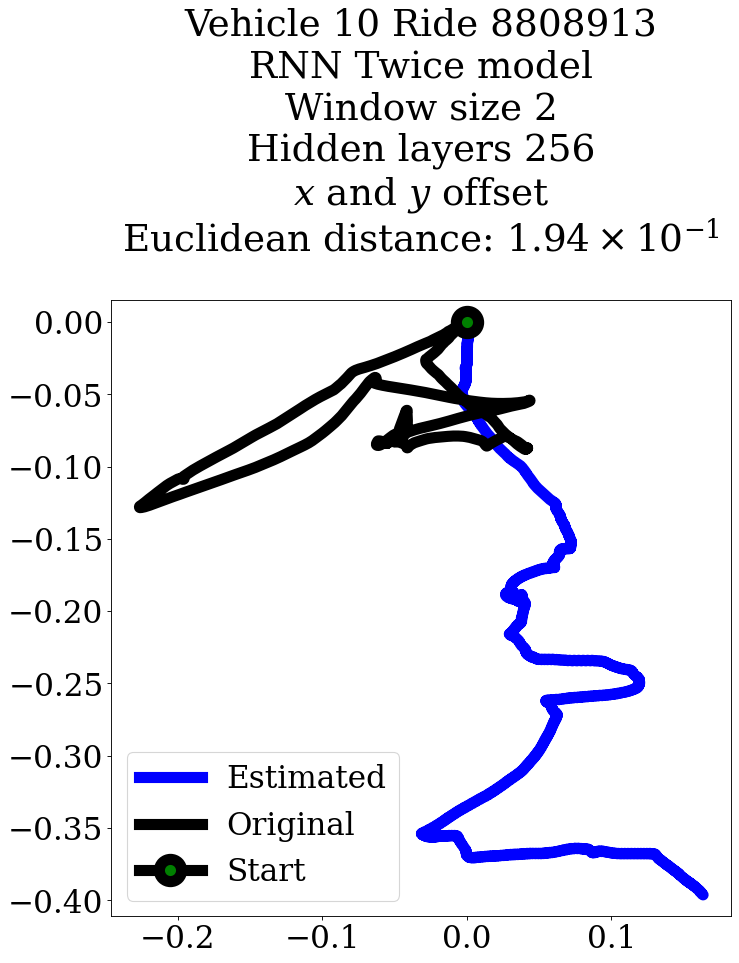 Vehicle 10 Ride 8808913
RNN Twice model
Window size 2
Hidden layers 256
x and y offset
Euclidean distance: 1.94 × 10⁻¹
0.00
−0.05
−0.10
−0.15
−0.20
−0.25
−0.30
−0.35
−0.40
Estimated
Original
Start
−0.2
−0.1
0.0
0.1